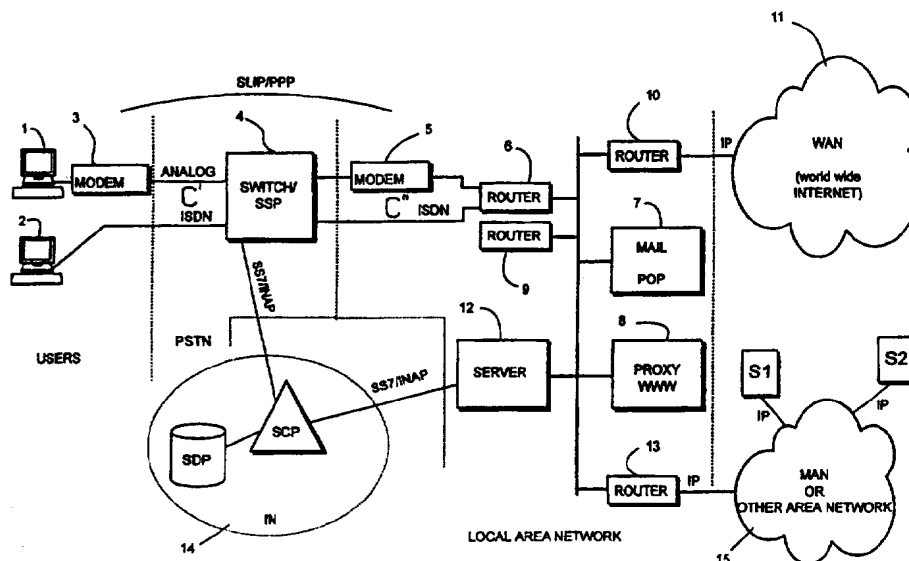 11
SLIP/PPP
10
1
3
4
5
6
ROUTER
IP
WAN
(world wide
INTERNET)
MODEM
ANALOG
C'
SWITCH/
SSP
MODEM
ROUTER
C"
ISDN
ISDN
2
7
ROUTER
MAIL
POP
9
SS7/INAP
12
8
USERS
PSTN
SERVER
PROXY
WWW
S1
S2
SS7/INAP
IP
IP
SCP
SDP
13
ROUTER
IP
MAN
OR
OTHER AREA NETWORK
IN
14
LOCAL AREA NETWORK
15